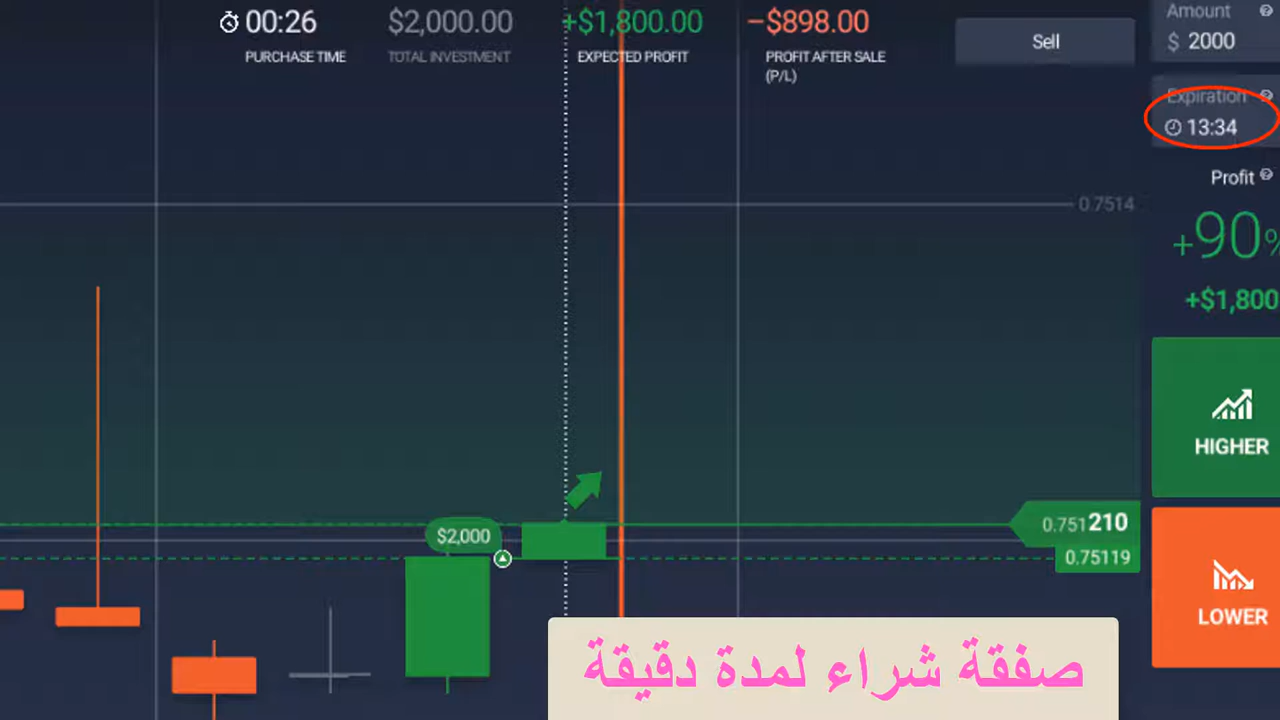 00:26
PURCHASE TIME
$2,000.00
TOTAL INVESTMENT
+$1,800.00
EXPECTED PROFIT
−$898.00
PROFIT AFTER SALE
(P/L)
Sell
Amount
$ 2000
Expiration
13:34
Profit
+90%
+$1,800
0.7514
HIGHER
$2,000
0.751210
0.75119
LOWER
صفقة شراء لمدة دقيقة